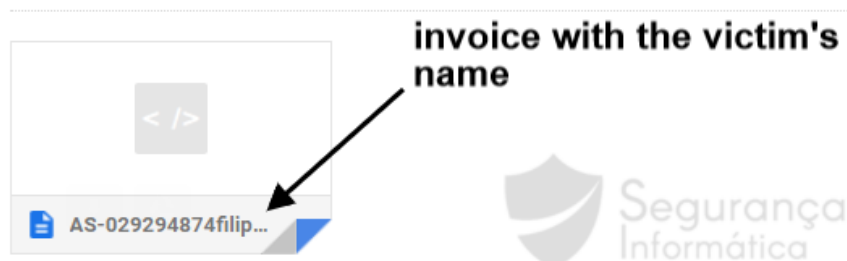 invoice with the victim's
name
</>
AS-029294874filip...
Segurança
Informática